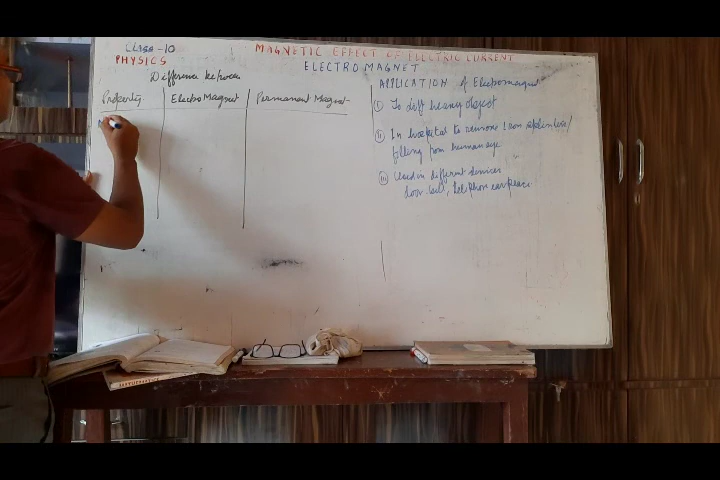 CLASS-10
PHYSICS
MAGNETIC EFFECT OF ELECTRIC CURRENT
ELECTROMAGNET
Difference between
Property
Electro Magnet
Permanent Magnet
APPLICATION of Electromagnet
(i) To lift heavy object
(ii) In hospital to remove iron splinters/
filling from human eye
(iii) Used in different devices
door bell, telephone earpiece